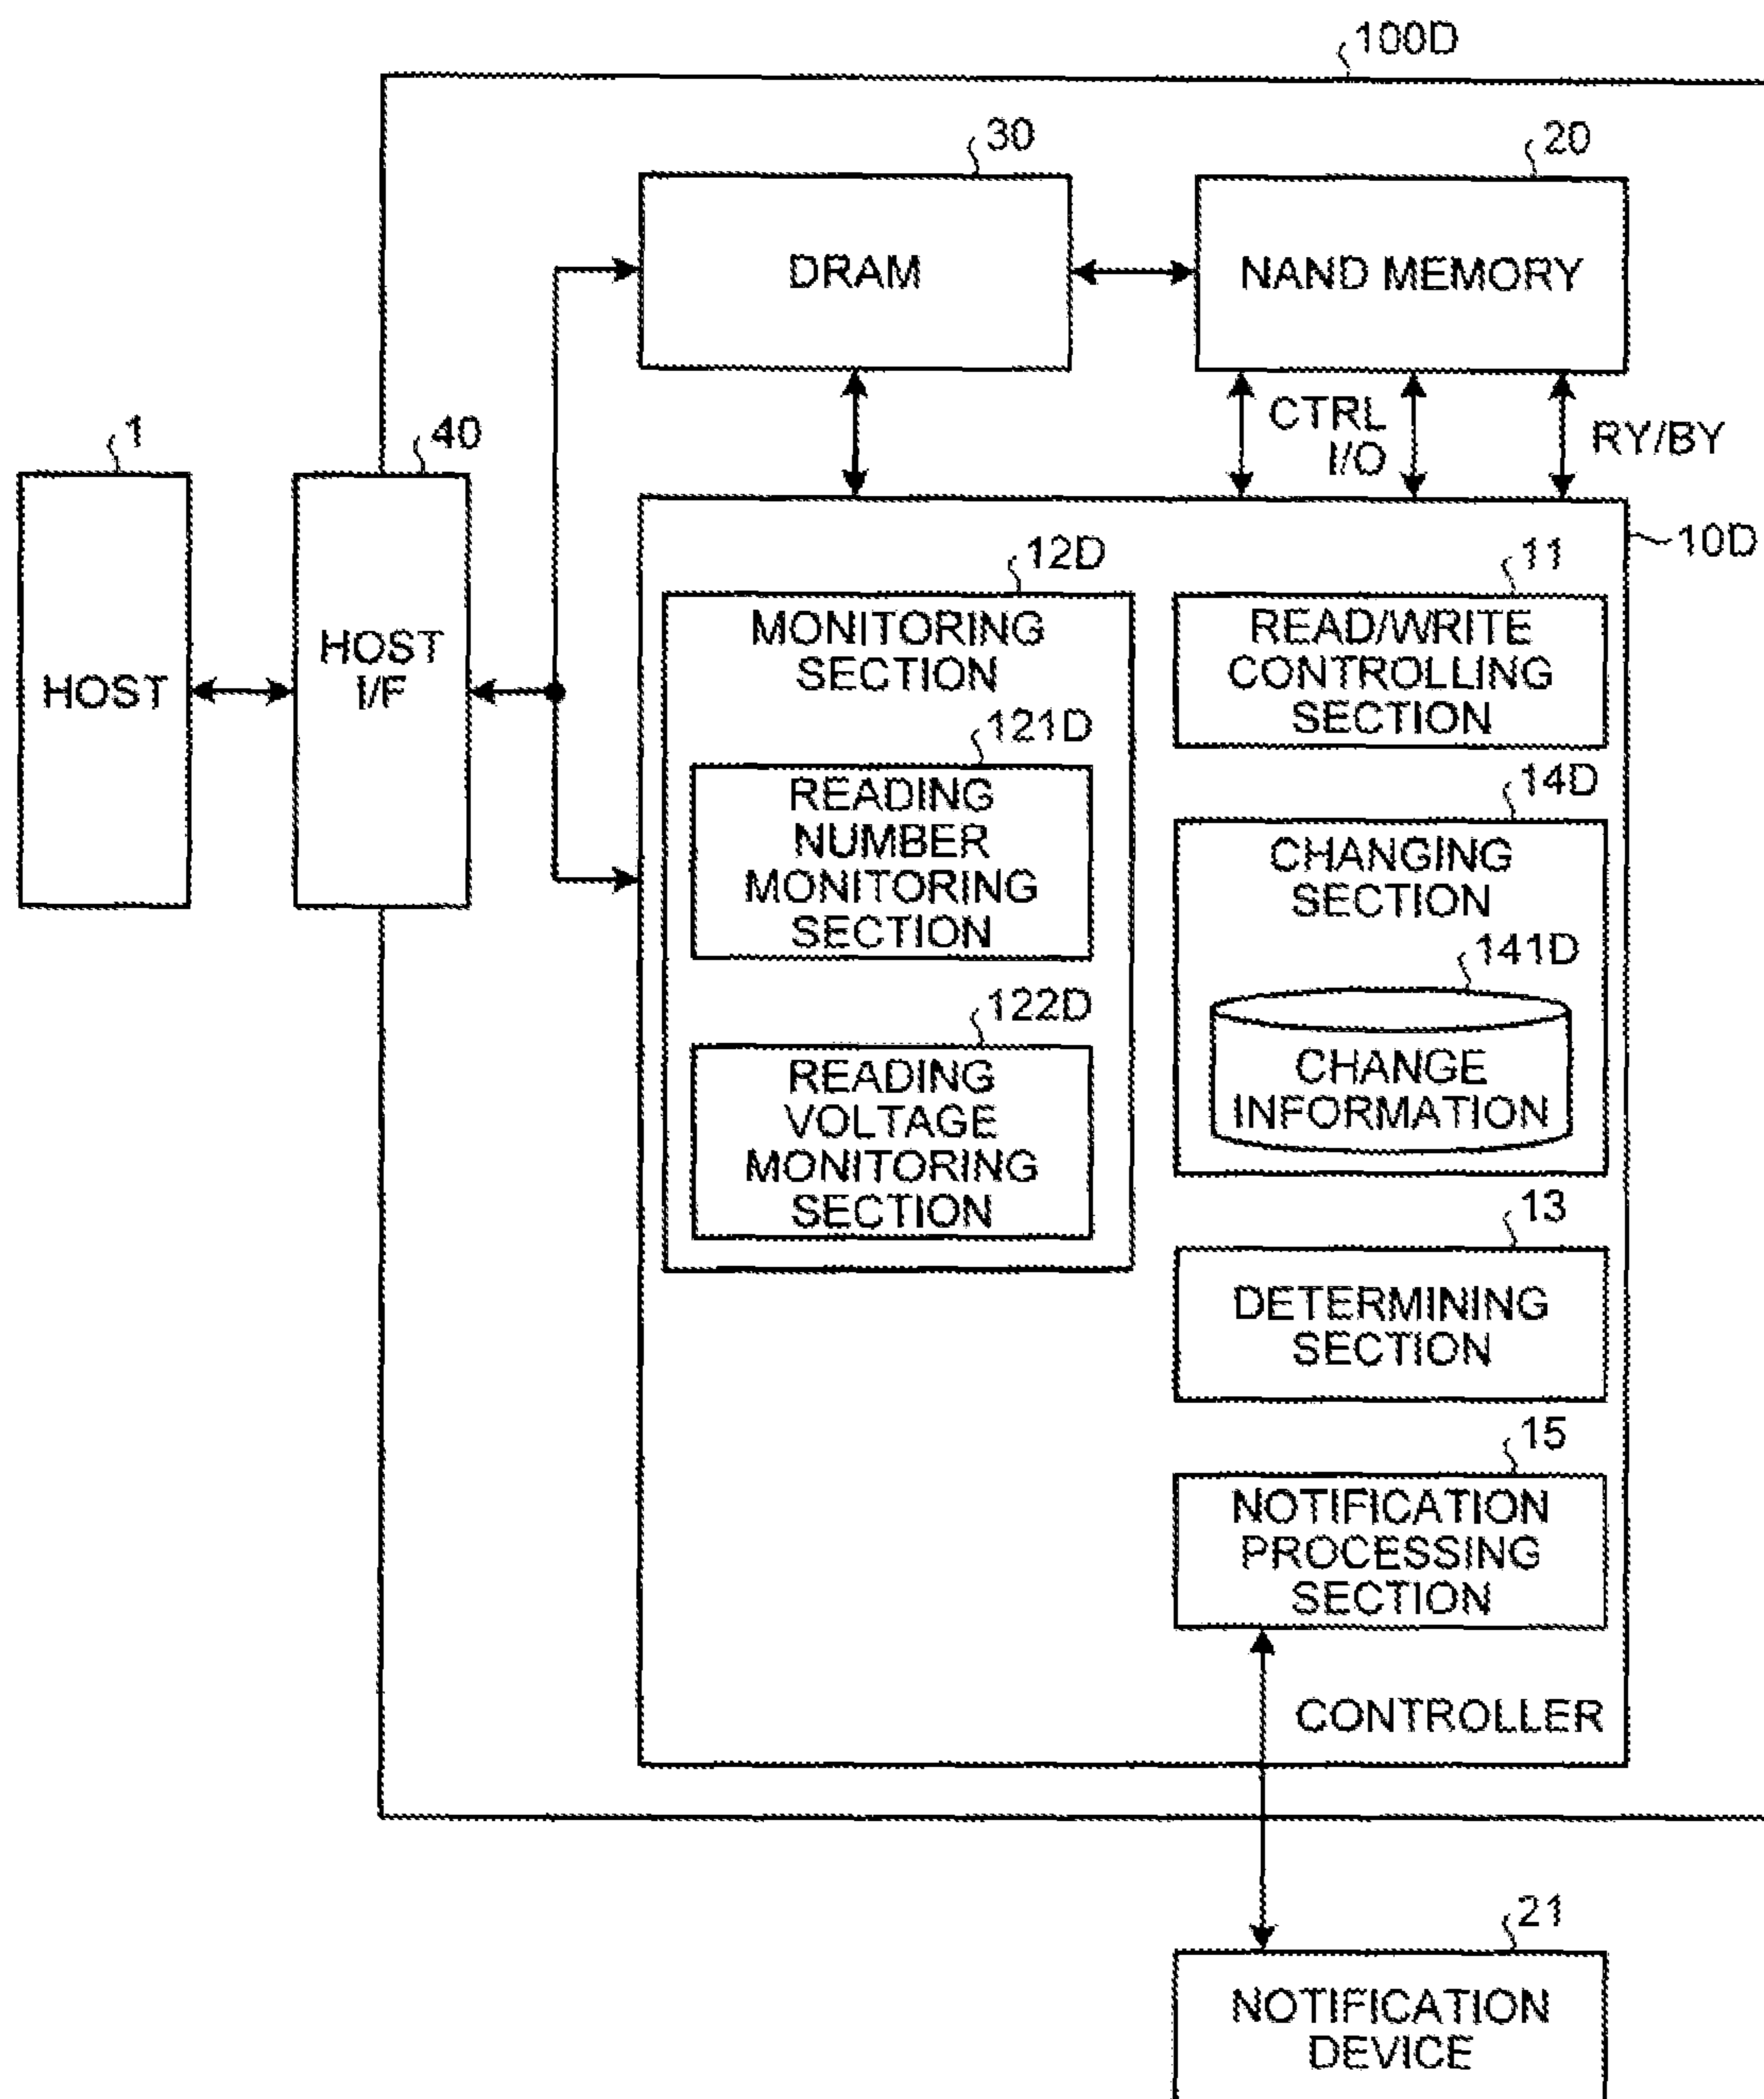 100D
30
20
DRAM
NAND MEMORY
1
40
CTRL
I/O
RY/BY
HOST
HOST
I/F
10D
12D
MONITORING
SECTION
121D
READING
NUMBER
MONITORING
SECTION
122D
READING
VOLTAGE
MONITORING
SECTION
11
READ/WRITE
CONTROLLING
SECTION
14D
CHANGING
SECTION
141D
CHANGE
INFORMATION
13
DETERMINING
SECTION
15
NOTIFICATION
PROCESSING
SECTION
CONTROLLER
21
NOTIFICATION
DEVICE